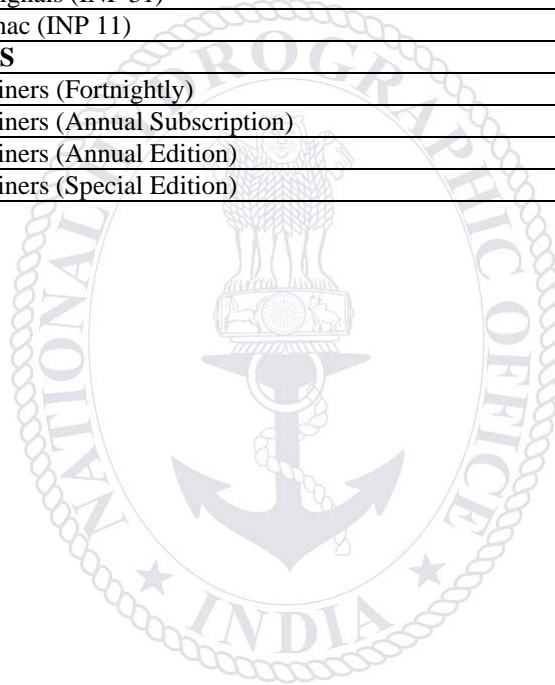 ignals (INP 31)
nac (INP 11)
S
iners (Fortnightly)
iners (Annual Subscription)
iners (Annual Edition)
iners (Special Edition)
NATIONAL HYDROGRAPHIC OFFICE
INDIA